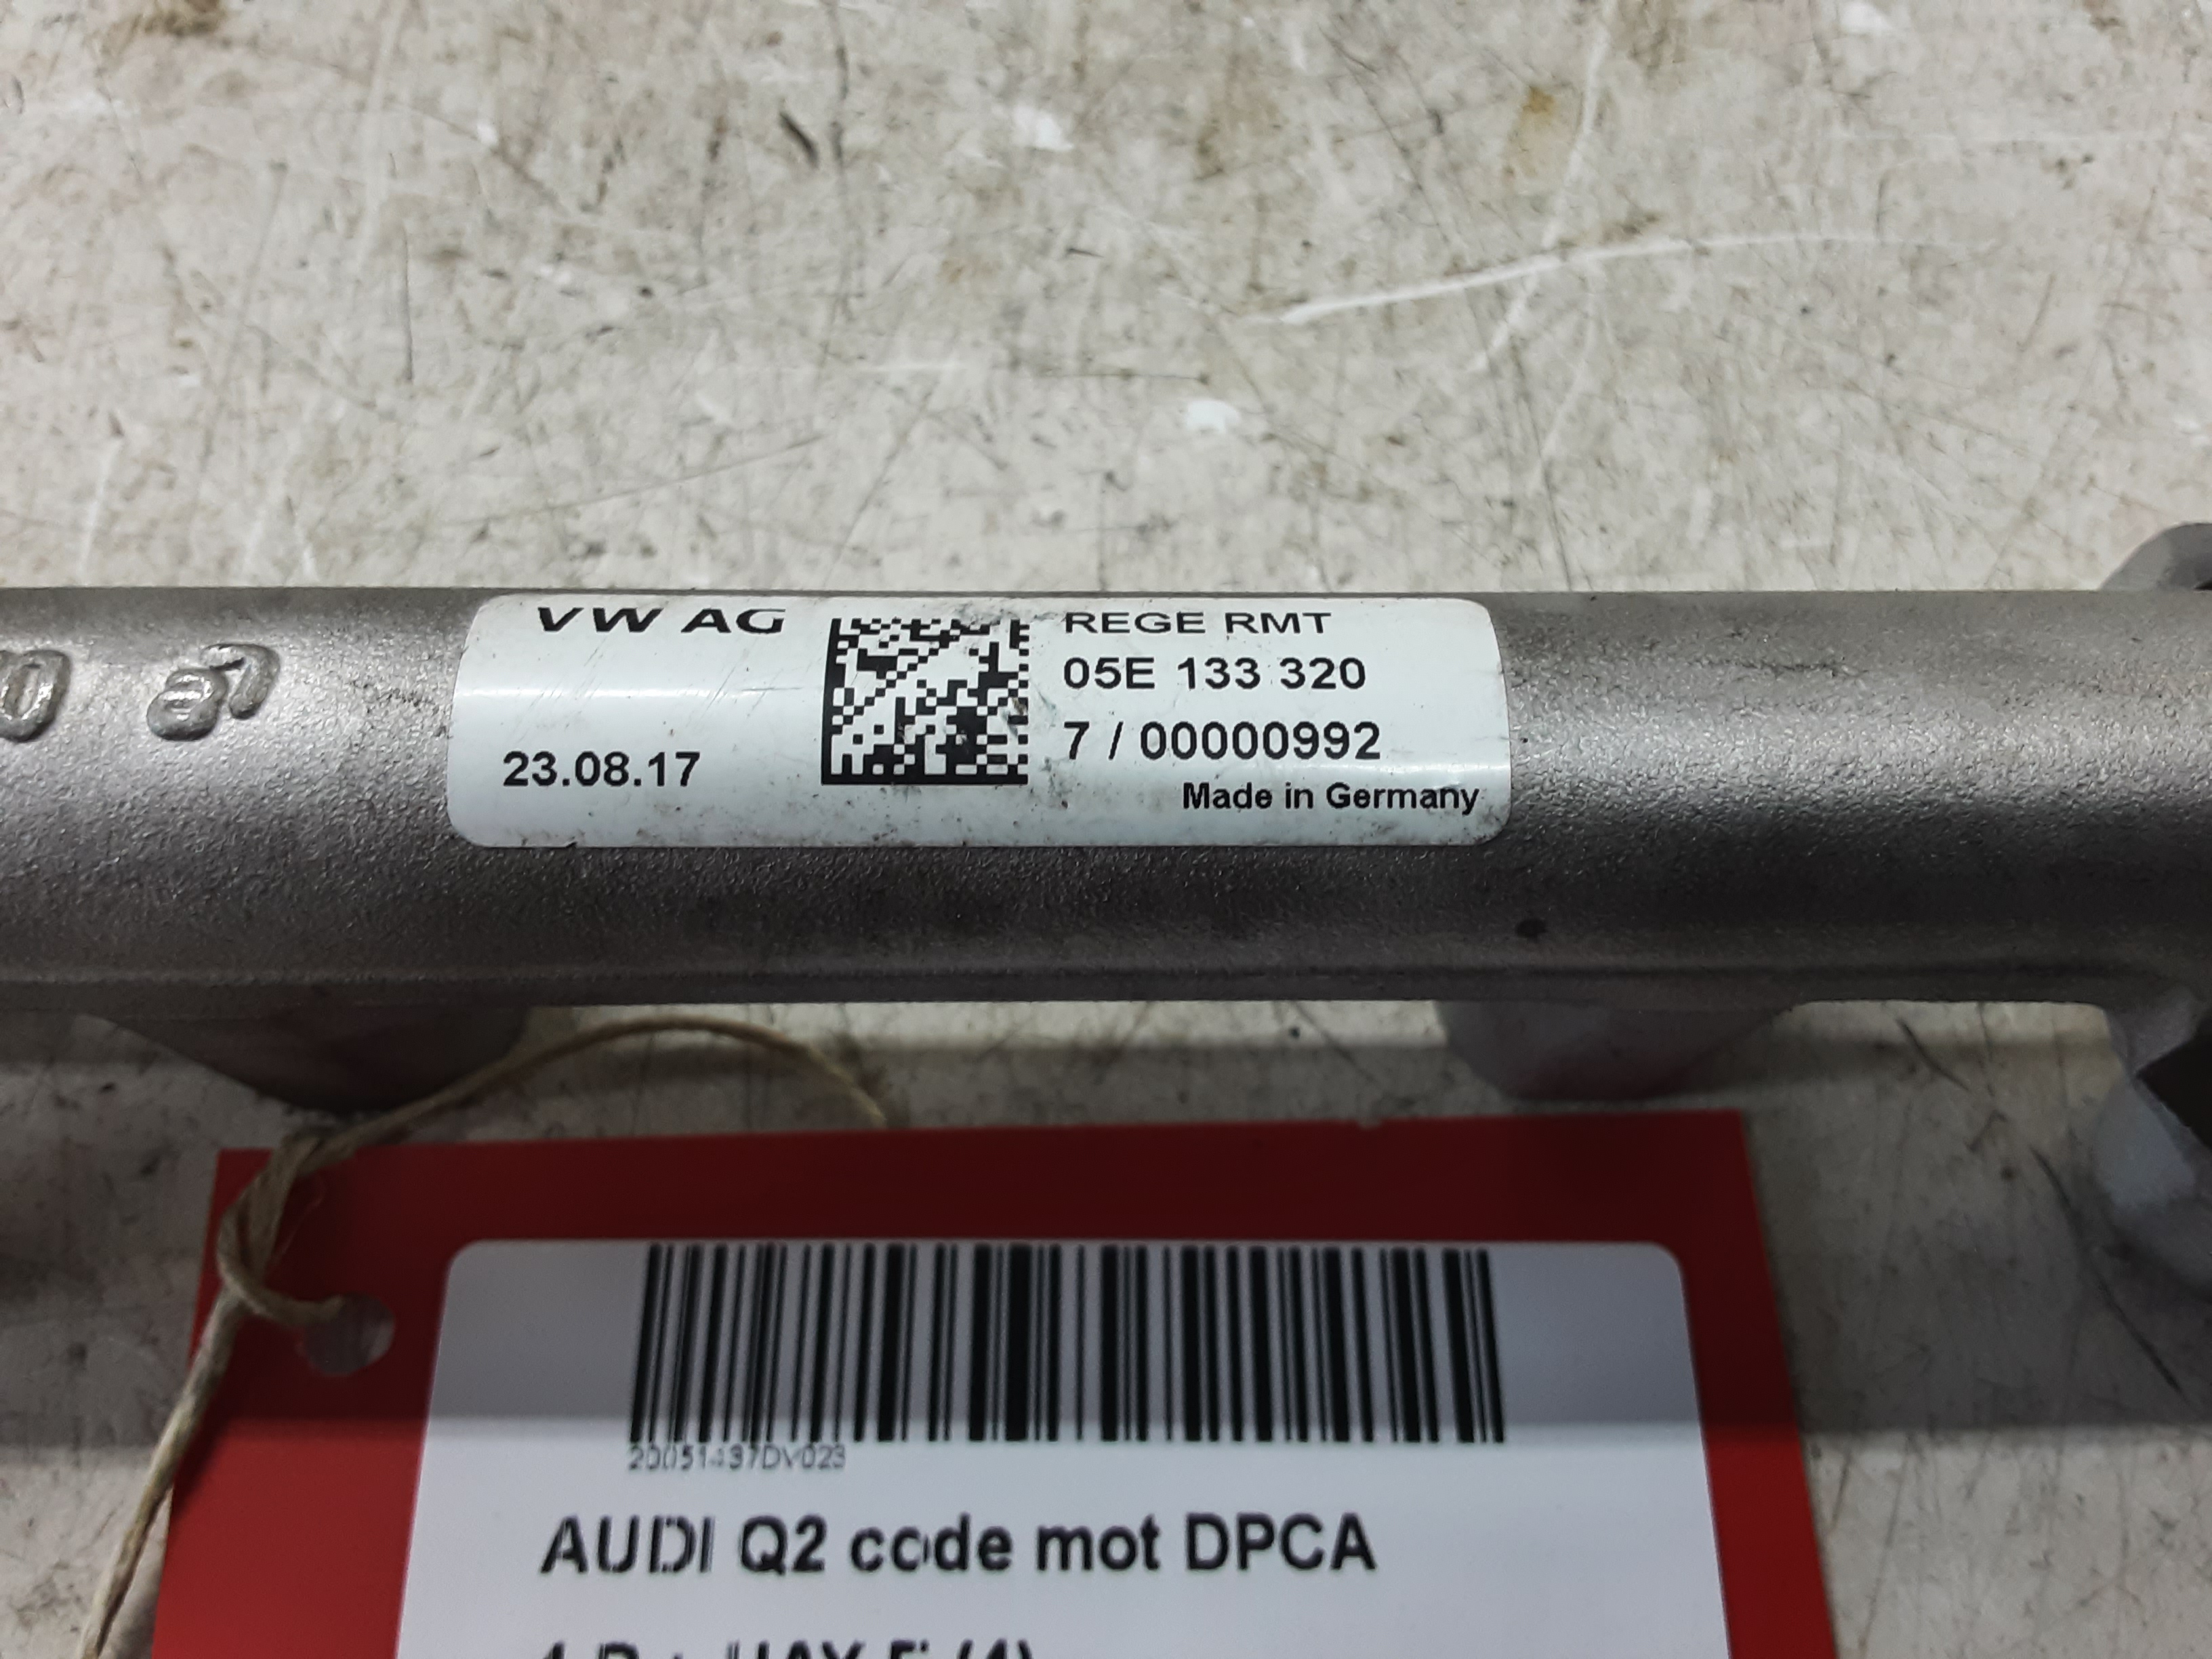 VW AG
REGE RMT
05E 133 320
7 / 00000992
23.08.17
Made in Germany
20051437DV023
AUDI Q2 code mot DPCA